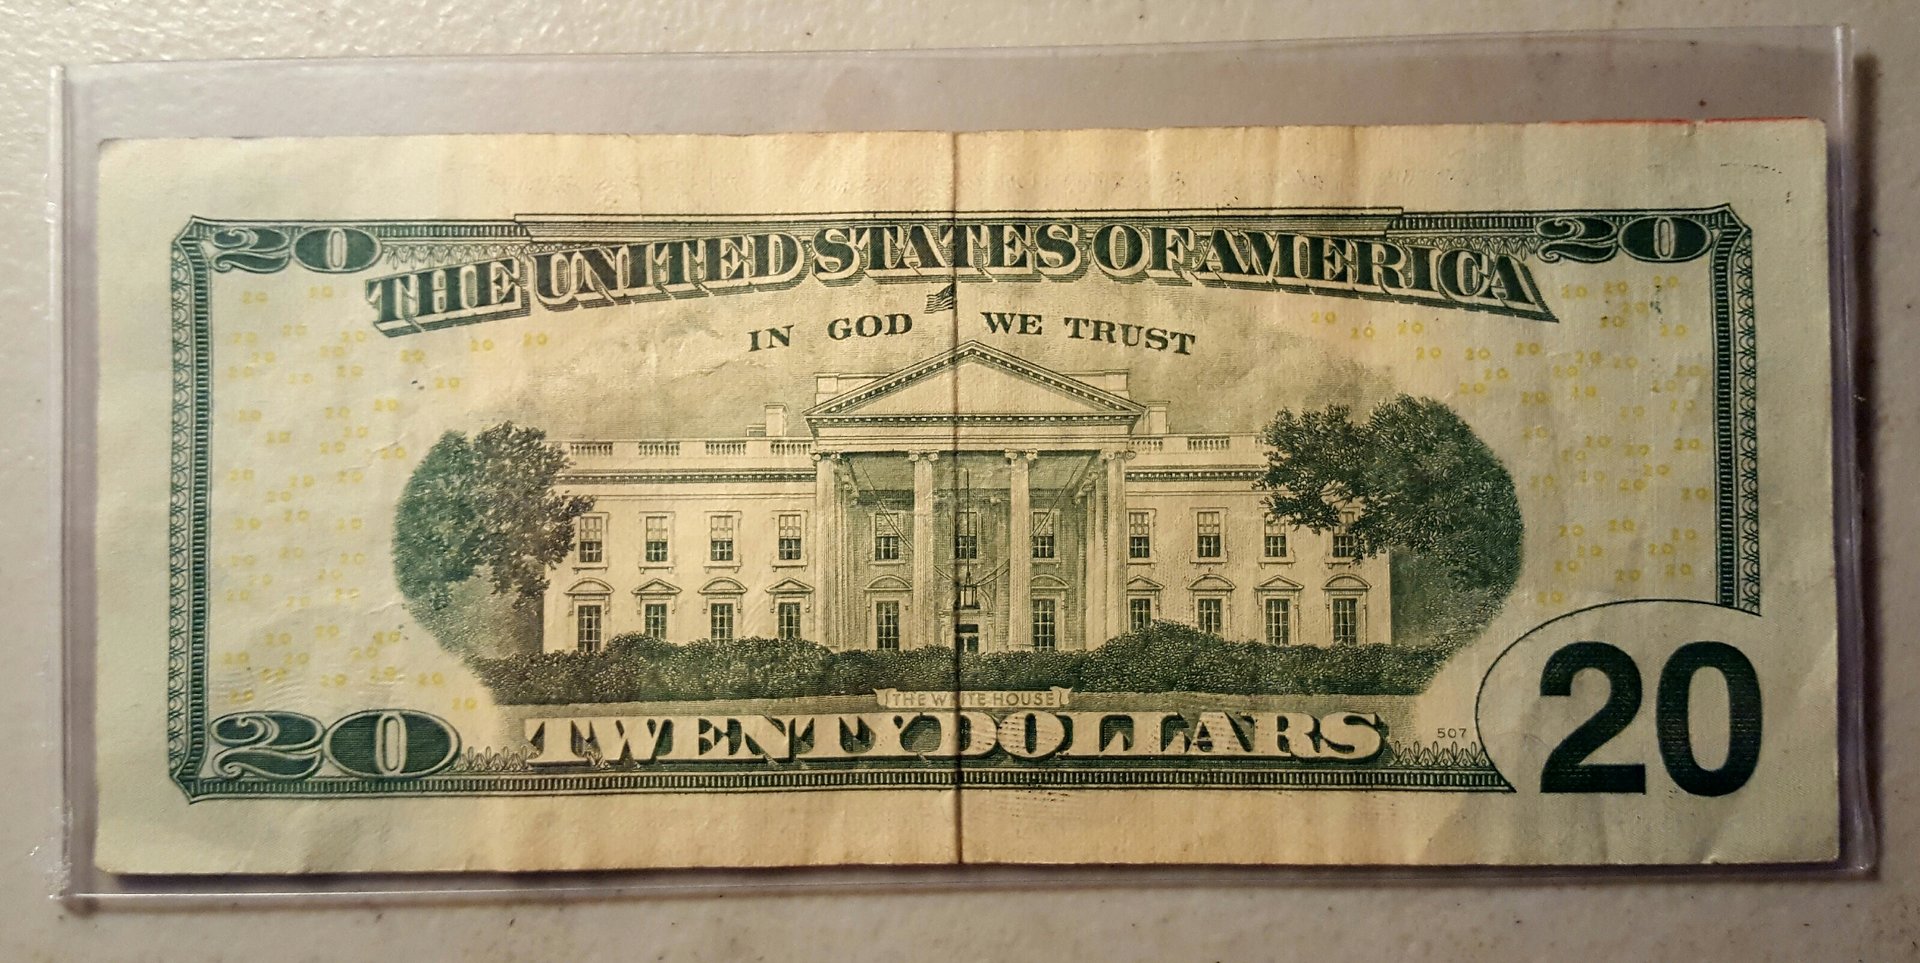 20 THE UNITED STATES OF AMERICA 20
IN GOD WE TRUST
THE WHITE HOUSE
20 TWENTY DOLLARS 507 20